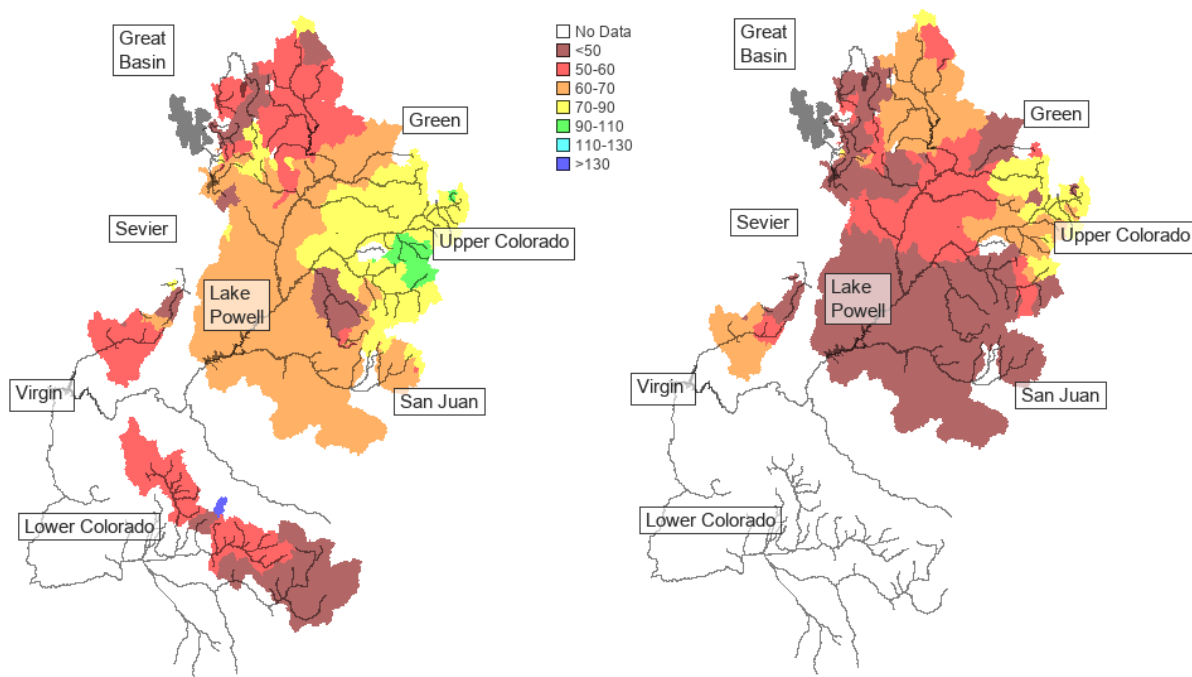 Great
Basin
No Data
<50
50-60
60-70
70-90
90-110
110-130
>130
Green
Sevier
Upper Colorado
Lake
Powell
Virgin
San Juan
Lower Colorado
Great
Basin
Green
Sevier
Upper Colorado
Lake
Powell
Virgin
San Juan
Lower Colorado